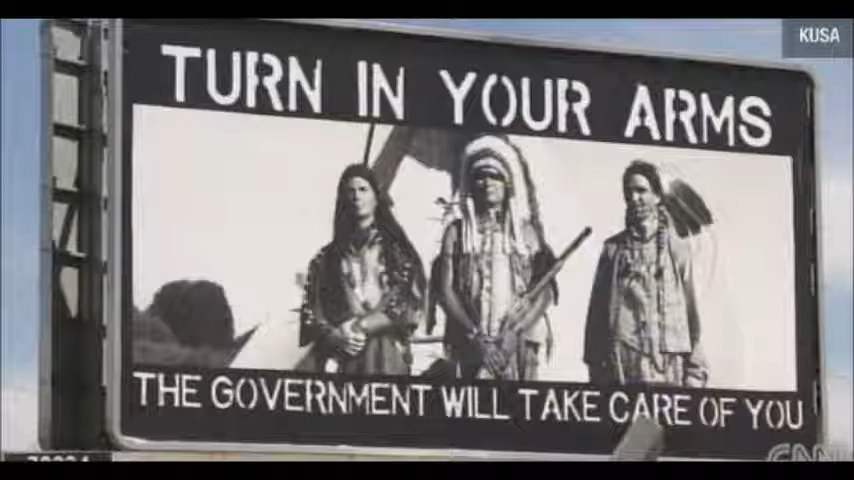 KUSA
TURN IN YOUR ARMS
THE GOVERNMENT WILL TAKE CARE OF YOU
CNN